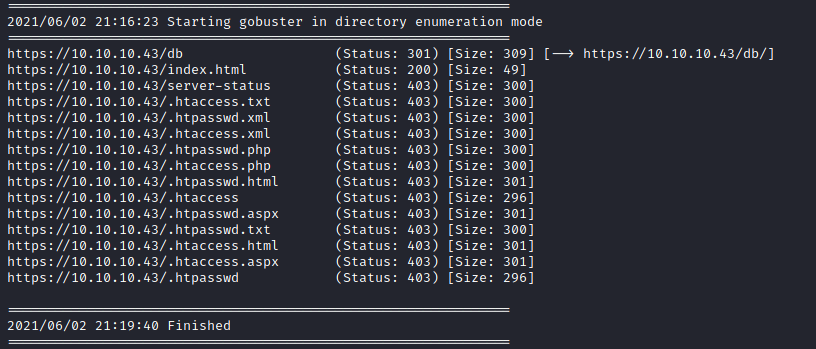 ===============================================================
2021/06/02 21:16:23 Starting gobuster in directory enumeration mode
===============================================================
https://10.10.10.43/db                   (Status: 301) [Size: 309] [--> https://10.10.10.43/db/]
https://10.10.10.43/index.html           (Status: 200) [Size: 49]
https://10.10.10.43/server-status        (Status: 403) [Size: 300]
https://10.10.10.43/.htaccess.txt        (Status: 403) [Size: 300]
https://10.10.10.43/.htpasswd.xml        (Status: 403) [Size: 300]
https://10.10.10.43/.htaccess.xml        (Status: 403) [Size: 300]
https://10.10.10.43/.htpasswd.php        (Status: 403) [Size: 300]
https://10.10.10.43/.htaccess.php        (Status: 403) [Size: 300]
https://10.10.10.43/.htpasswd.html       (Status: 403) [Size: 301]
https://10.10.10.43/.htaccess            (Status: 403) [Size: 296]
https://10.10.10.43/.htpasswd.aspx       (Status: 403) [Size: 301]
https://10.10.10.43/.htpasswd.txt        (Status: 403) [Size: 300]
https://10.10.10.43/.htaccess.html       (Status: 403) [Size: 301]
https://10.10.10.43/.htaccess.aspx       (Status: 403) [Size: 301]
https://10.10.10.43/.htpasswd            (Status: 403) [Size: 296]
===============================================================
2021/06/02 21:19:40 Finished
===============================================================